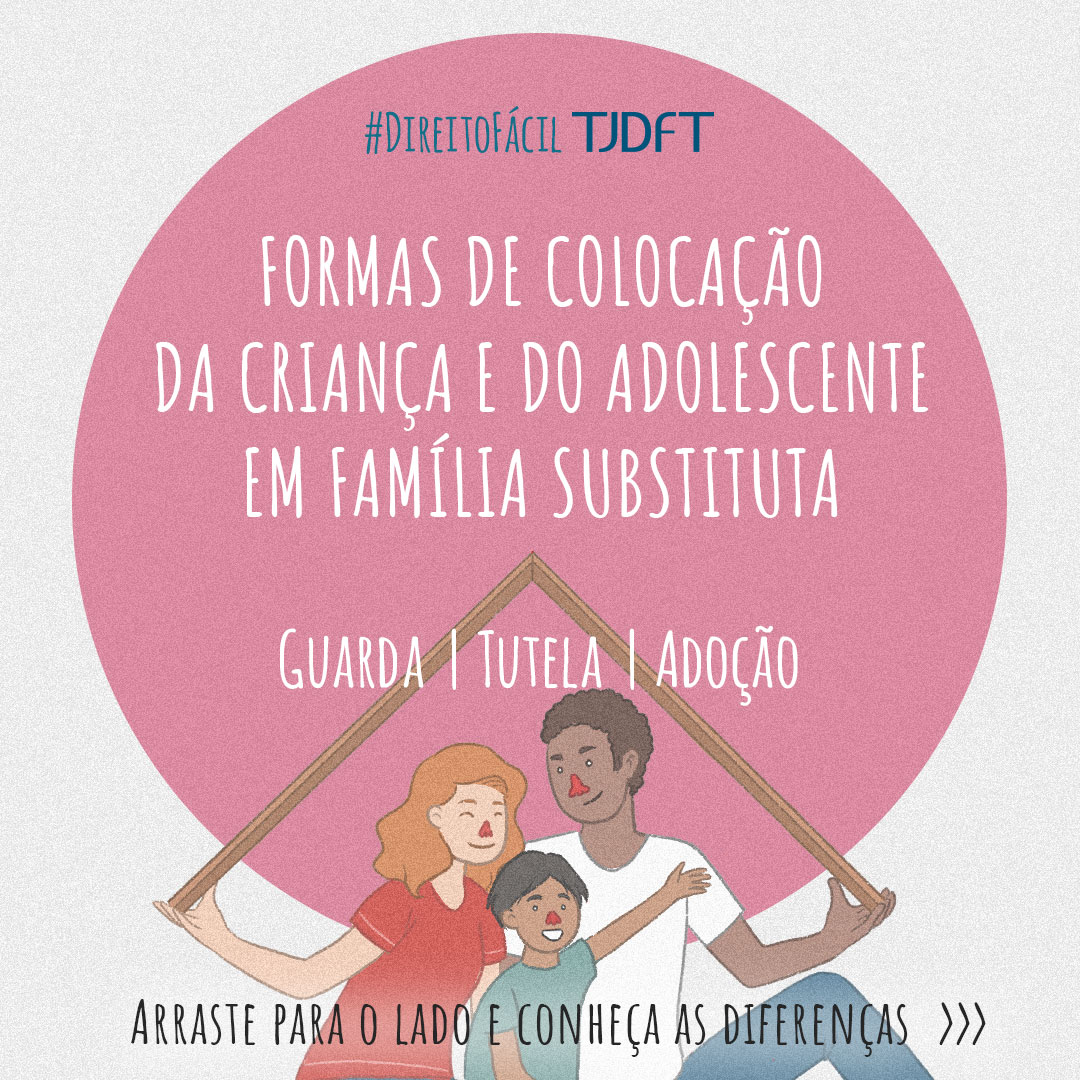 #DIREITOFÁCIL TJDFT
FORMAS DE COLOCAÇÃO
DA CRIANÇA E DO ADOLESCENTE
EM FAMÍLIA SUBSTITUTA
GUARDA | TUTELA | ADOÇÃO
ARRASTE PARA O LADO E CONHEÇA AS DIFERENÇAS >>>